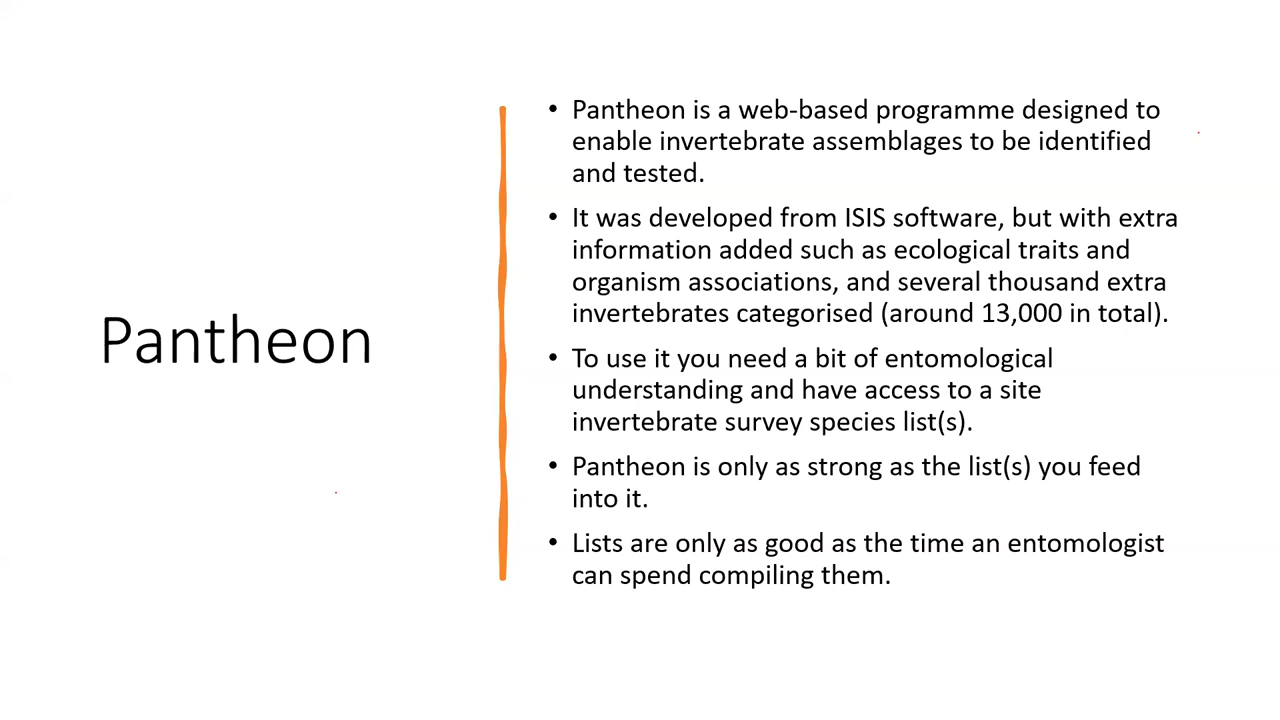 Pantheon
• Pantheon is a web-based programme designed to
enable invertebrate assemblages to be identified
and tested.
• It was developed from ISIS software, but with extra
information added such as ecological traits and
organism associations, and several thousand extra
invertebrates categorised (around 13,000 in total).
• To use it you need a bit of entomological
understanding and have access to a site
invertebrate survey species list(s).
• Pantheon is only as strong as the list(s) you feed
into it.
• Lists are only as good as the time an entomologist
can spend compiling them.